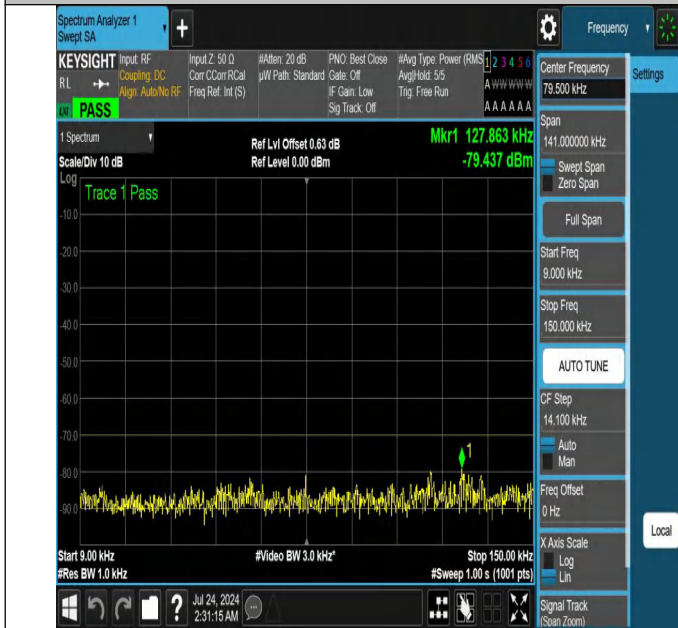 Spectrum Analyzer 1
Swept SA
+
Frequency
KEYSIGHT
RL
LXI
PASS
Input: RF
Coupling: DC
Align: Auto/No RF
Input Z: 50 Ω
Corr CCorr RCal
Freq Ref: Int (S)
#Atten: 20 dB
µW Path: Standard
PNO: Best Close
Gate: Off
IF Gain: Low
Sig Track: Off
#Avg Type: Power (RMS
Avg|Hold: 5/5
Trig: Free Run
1 2 3 4 5 6
A W W W W W
A A A A A A
1 Spectrum
Scale/Div 10 dB
Log
Ref Lvl Offset 0.63 dB
Ref Level 0.00 dBm
Mkr1 127.863 kHz
-79.437 dBm
Trace 1 Pass
-10.0
-20.0
-30.0
-40.0
-50.0
-60.0
-70.0
-80.0
-90.0
1
Start 9.00 kHz
#Res BW 1.0 kHz
#Video BW 3.0 kHz*
Stop 150.00 kHz
#Sweep 1.00 s (1001 pts)
?
Jul 24, 2024
2:31:15 AM
Center Frequency
79.500 kHz
Span
141.000000 kHz
Swept Span
Zero Span
Full Span
Start Freq
9.000 kHz
Stop Freq
150.000 kHz
AUTO TUNE
CF Step
14.100 kHz
Auto
Man
Freq Offset
0 Hz
X Axis Scale
Log
Lin
Signal Track
(Span Zoom)
Settings
Local